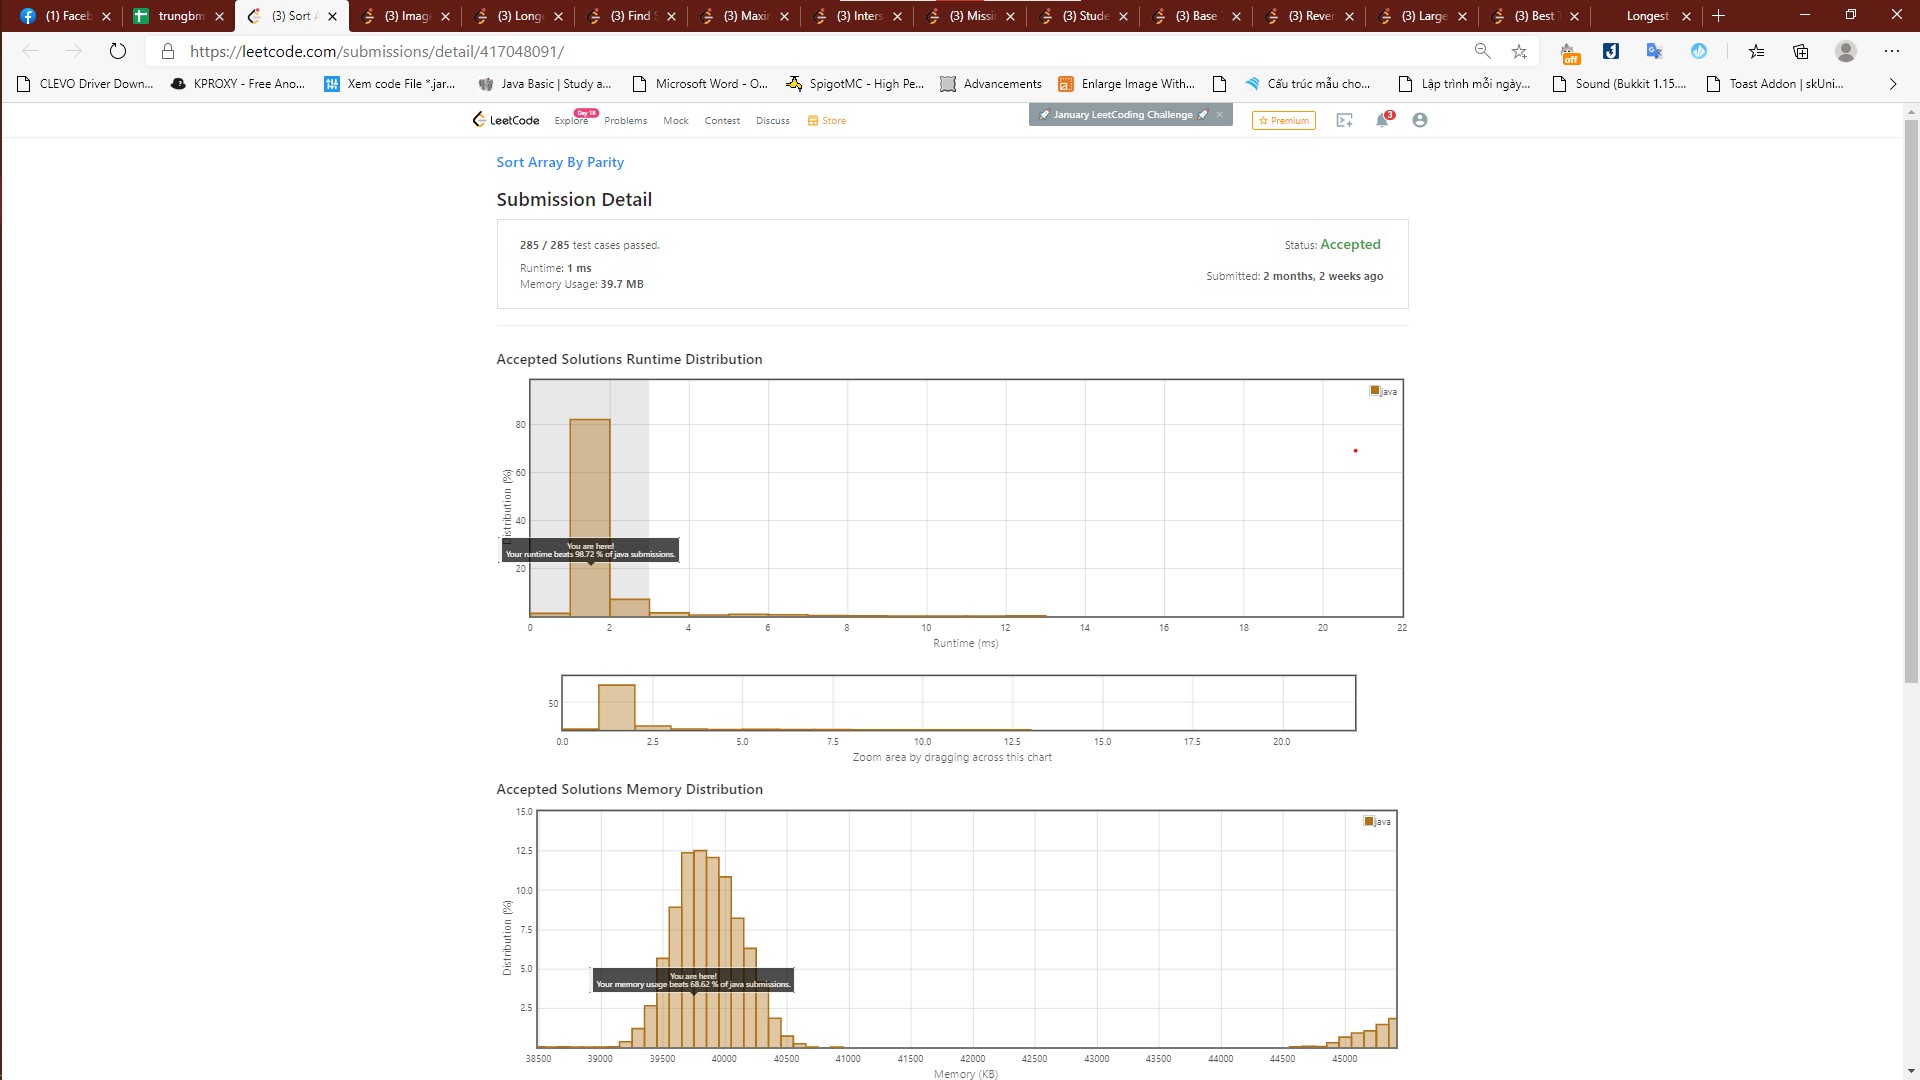 (1) Faceb
trungbm
(3) Sort A
(3) Imag
(3) Long
(3) Find S
(3) Maxi
(3) Inters
(3) Missi
(3) Stude
(3) Base
(3) Rever
(3) Large
(3) Best T
Longest
https://leetcode.com/submissions/detail/417048091/
off
CLEVO Driver Down...
KPROXY - Free Ano...
Xem code File *.jar...
Java Basic | Study a...
Microsoft Word - O...
SpigotMC - High Pe...
Advancements
Enlarge Image With...
Cấu trúc mẫu cho...
Lập trình mỗi ngày...
Sound (Bukkit 1.15....
Toast Addon | skUni...
LeetCode
Explore
Day 18
Problems
Mock
Contest
Discuss
Store
January LeetCoding Challenge
Premium
3
Sort Array By Parity
Submission Detail
285 / 285 test cases passed.
Status: Accepted
Runtime: 1 ms
Submitted: 2 months, 2 weeks ago
Memory Usage: 39.7 MB
Accepted Solutions Runtime Distribution
java
80
60
40
20
Distribution (%)
You are here!
Your runtime beats 98.72 % of java submissions.
0 2 4 6 8 10 12 14 16 18 20 22
Runtime (ms)
50
0.0 2.5 5.0 7.5 10.0 12.5 15.0 17.5 20.0
Zoom area by dragging across this chart
Accepted Solutions Memory Distribution
java
15.0
12.5
10.0
7.5
5.0
2.5
Distribution (%)
You are here!
Your memory usage beats 68.62 % of java submissions.
38500 39000 39500 40000 40500 41000 41500 42000 42500 43000 43500 44000 44500 45000
Memory (KB)